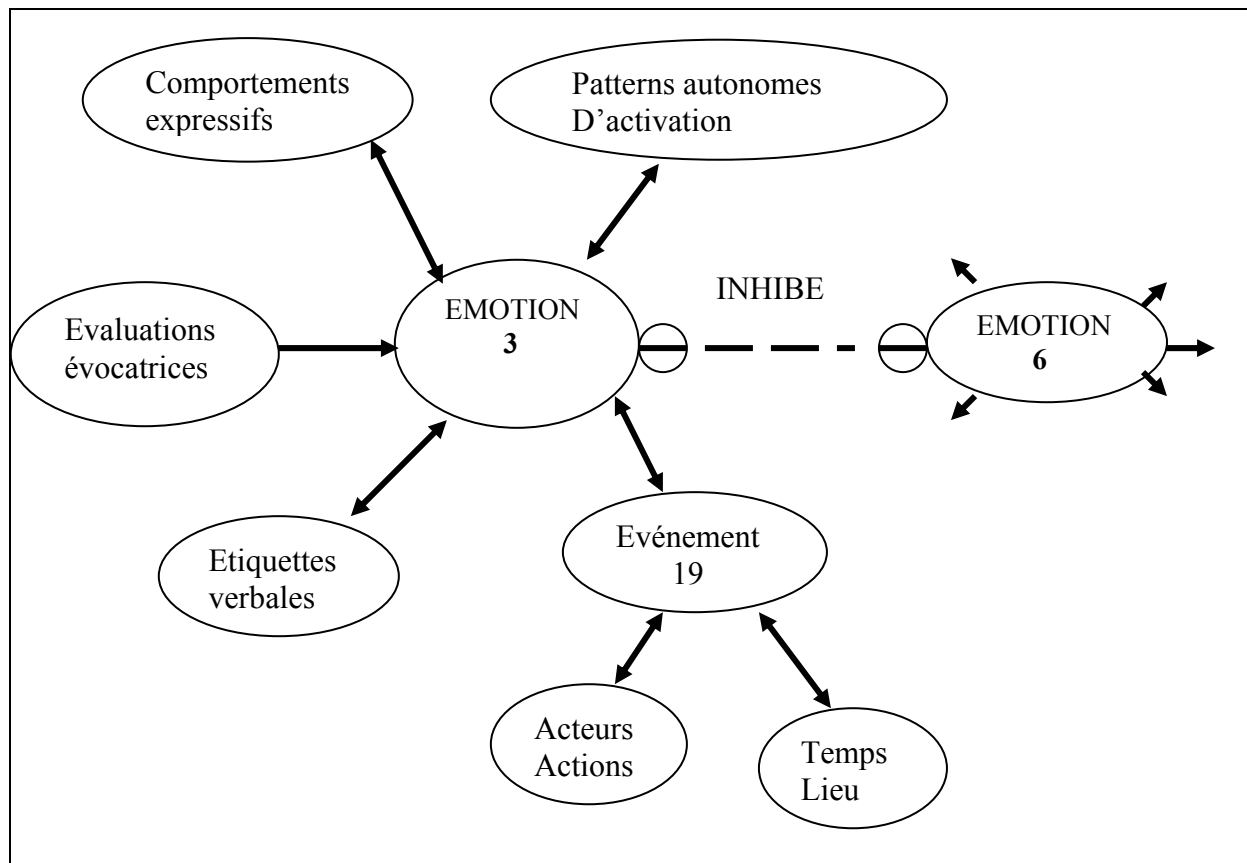 Comportements
expressifs
Patterns autonomes
D’activation
INHIBE
EMOTION
3
EMOTION
6
Evaluations
évocatrices
Etiquettes
verbales
Evénement
19
Acteurs
Actions
Temps
Lieu